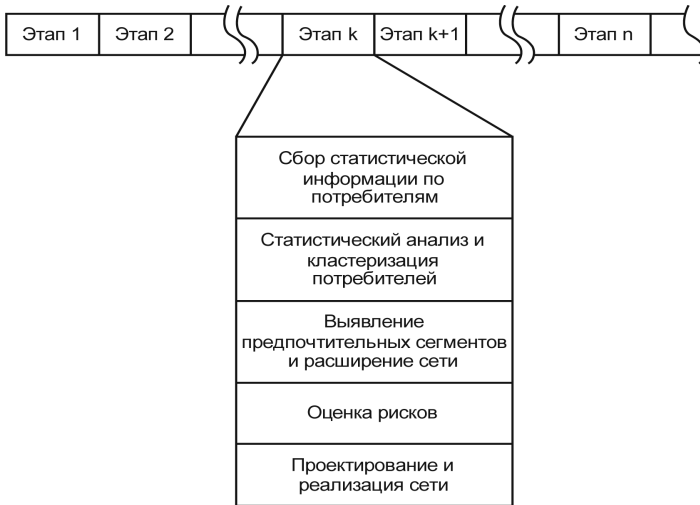 Этап 1
Этап 2
Этап k
Этап k+1
Этап n
Сбор статистической
информации по
потребителям
Статистический анализ и
кластеризация
потребителей
Выявление
предпочтительных сегментов
и расширение сети
Оценка рисков
Проектирование и
реализация сети